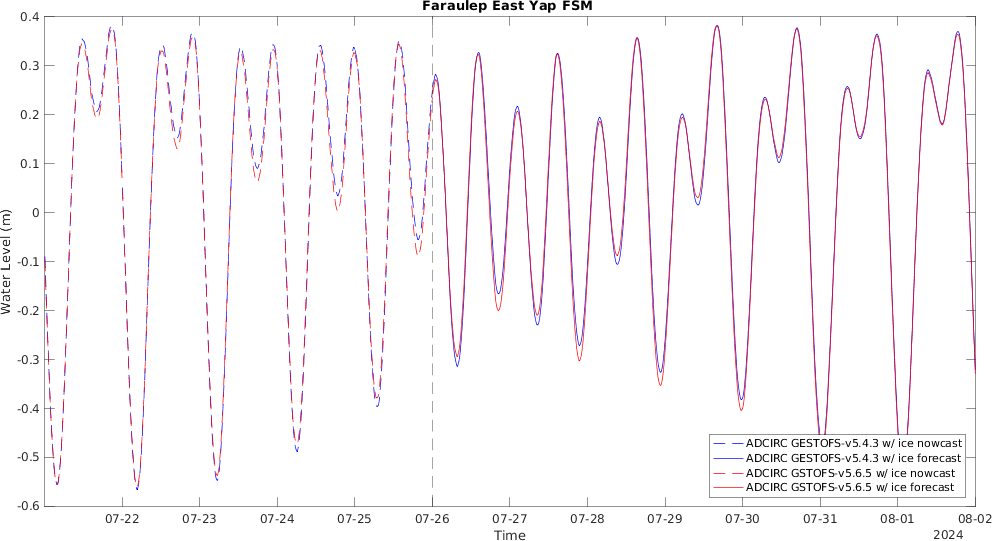 Faraulep East Yap FSM
0.4
0.3
0.2
0.1
0
-0.1
-0.2
-0.3
-0.4
-0.5
-0.6
Water Level (m)
ADCIRC GESTOFS-v5.4.3 w/ ice nowcast
ADCIRC GESTOFS-v5.4.3 w/ ice forecast
ADCIRC GSTOFS-v5.6.5 w/ ice nowcast
ADCIRC GSTOFS-v5.6.5 w/ ice forecast
07-22 07-23 07-24 07-25 07-26 07-27 07-28 07-29 07-30 07-31 08-01 08-02
Time
2024